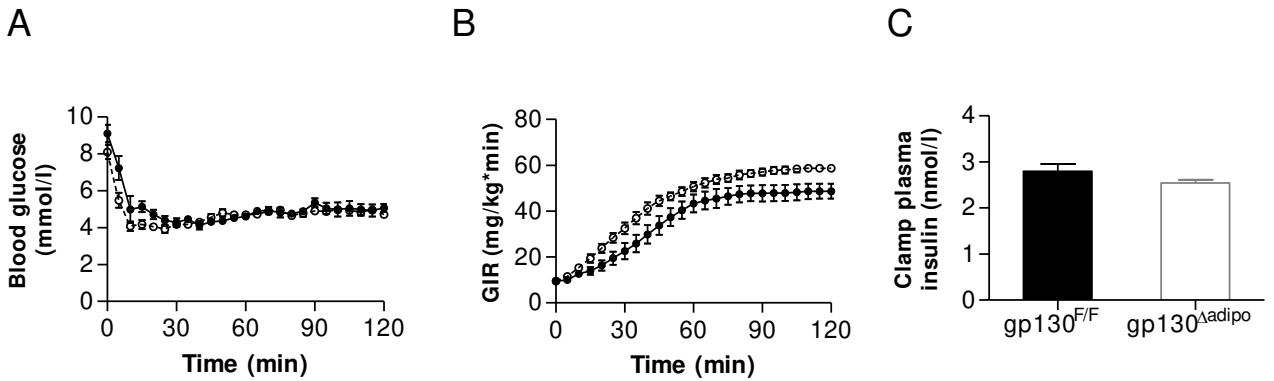 A
B
C
Blood glucose
(mmol/l)
10
8
6
4
2
0
0 30 60 90 120
Time (min)
GIR (mg/kg*min)
80
60
40
20
0
0 30 60 90 120
Time (min)
Clamp plasma
insulin (nmol/l)
4
3
2
1
0
gp130F/F gp130Δadipo